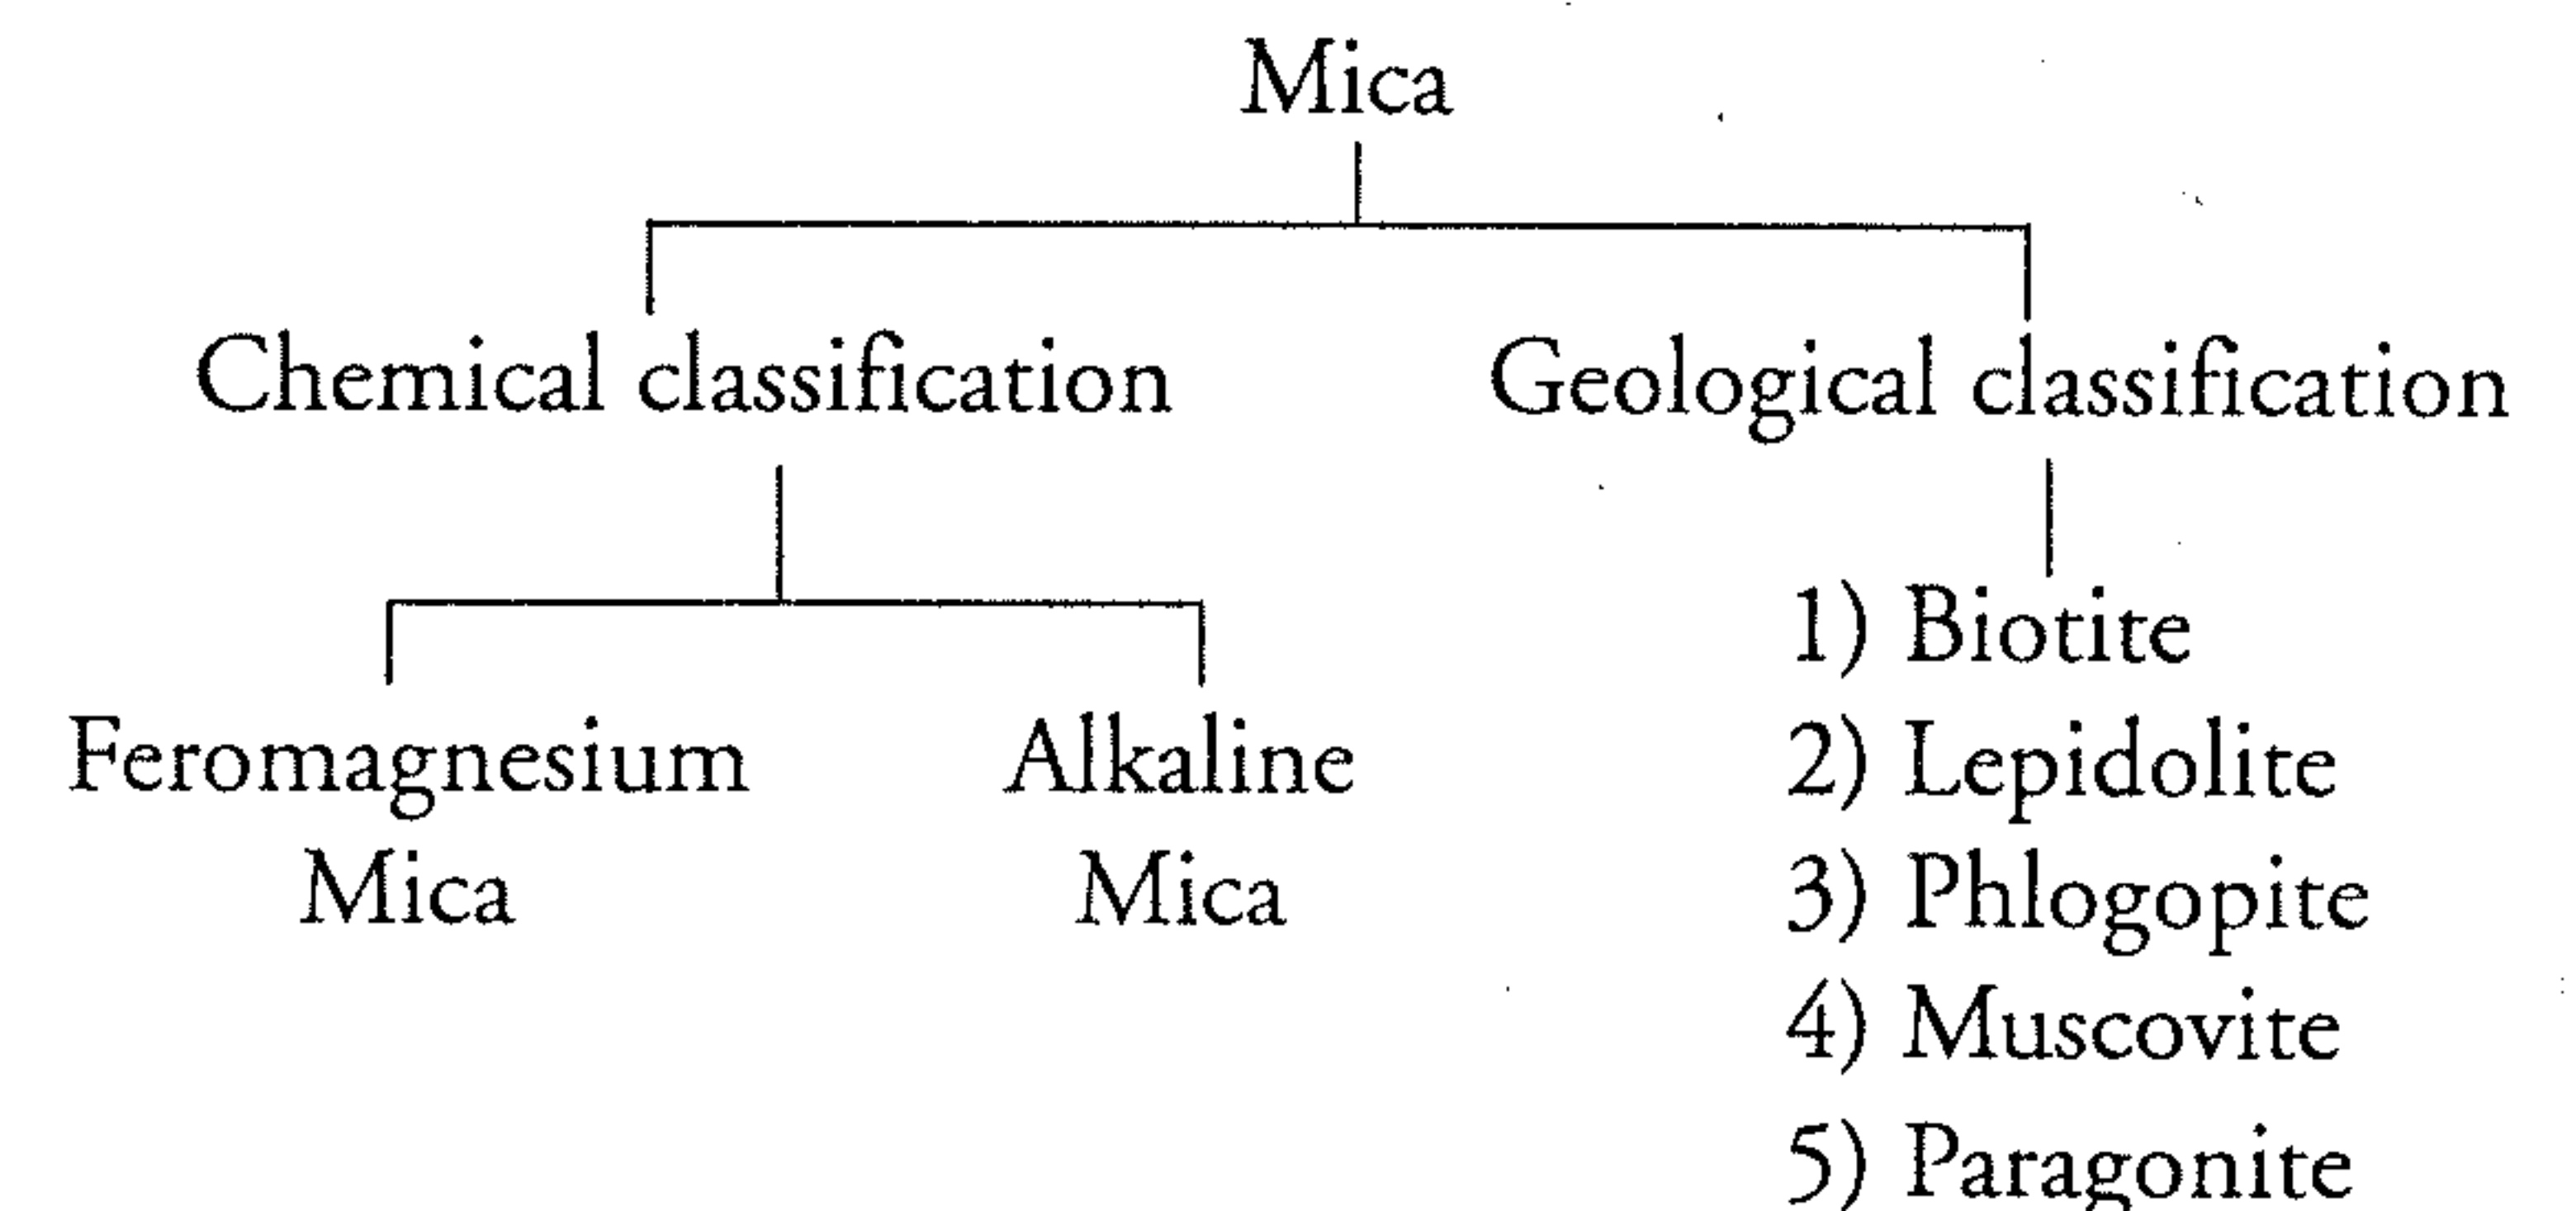 Mica
Chemical classification
Geological classification
Feromagnesium
Mica
Alkaline
Mica
1) Biotite
2) Lepidolite
3) Phlogopite
4) Muscovite
5) Paragonite